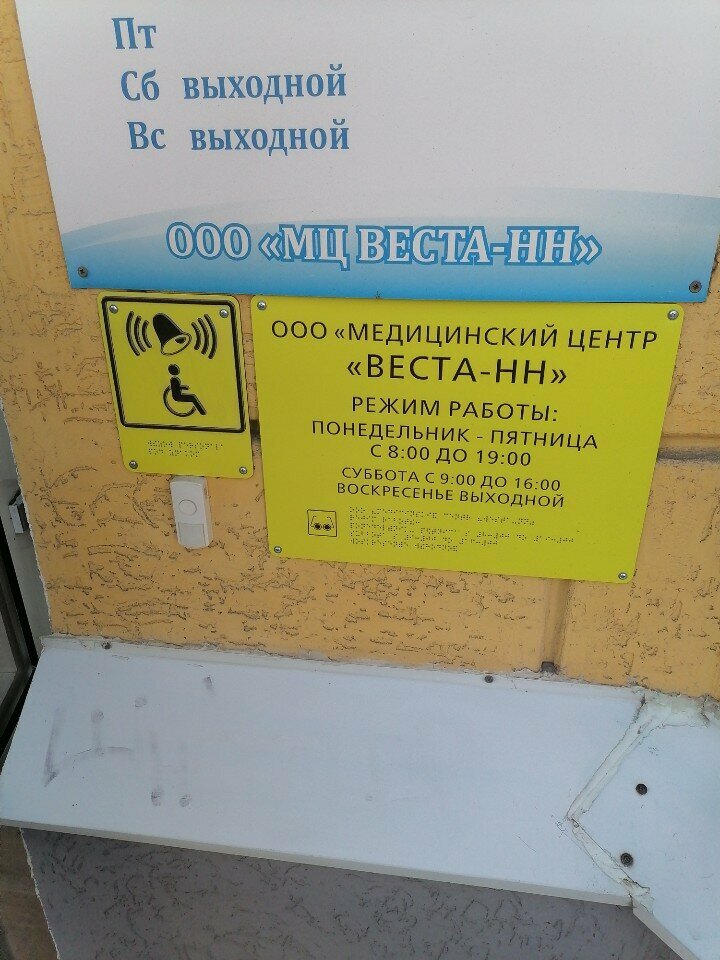 Пт
Сб выходной
Вс выходной
ООО «МЦ ВЕСТА-НН»
ООО «МЕДИЦИНСКИЙ ЦЕНТР
«ВЕСТА-НН»
РЕЖИМ РАБОТЫ:
ПОНЕДЕЛЬНИК - ПЯТНИЦА
С 8:00 ДО 19:00
СУББОТА С 9:00 ДО 16:00
ВОСКРЕСЕНЬЕ ВЫХОДНОЙ